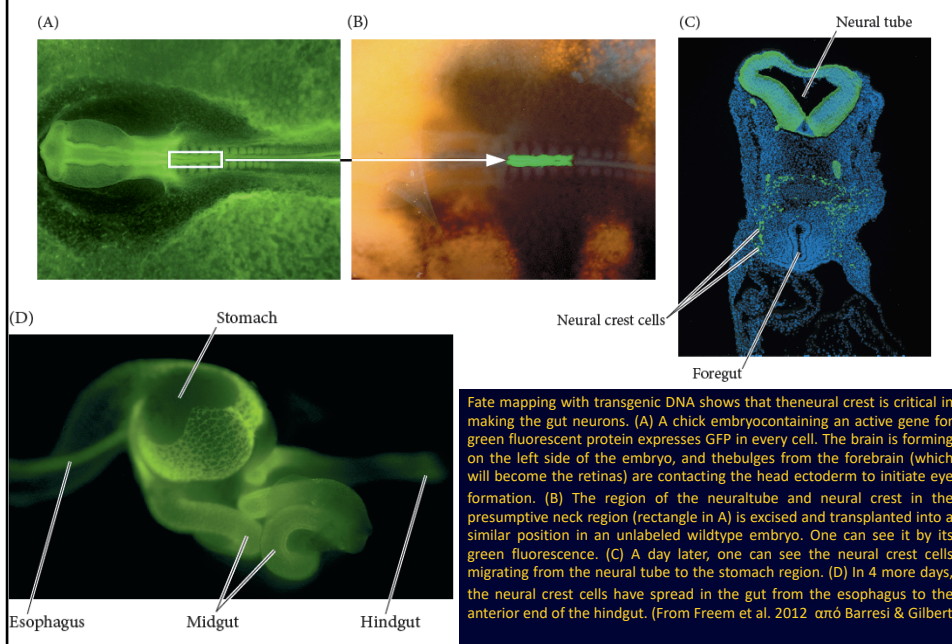 (A)
(B)
(C)
Neural tube
Neural crest cells
Foregut
(D)
Stomach
Esophagus
Midgut
Hindgut
Fate mapping with transgenic DNA shows that theneural crest is critical in
making the gut neurons. (A) A chick embryocontaining an active gene for
green fluorescent protein expresses GFP in every cell. The brain is forming
on the left side of the embryo, and thebulges from the forebrain (which
will become the retinas) are contacting the head ectoderm to initiate eye
formation. (B) The region of the neuraltube and neural crest in the
presumptive neck region (rectangle in A) is excised and transplanted into a
similar position in an unlabeled wildtype embryo. One can see it by its
green fluorescence. (C) A day later, one can see the neural crest cells
migrating from the neural tube to the stomach region. (D) In 4 more days,
the neural crest cells have spread in the gut from the esophagus to the
anterior end of the hindgut. (From Freem et al. 2012 από Barresi & Gilbert